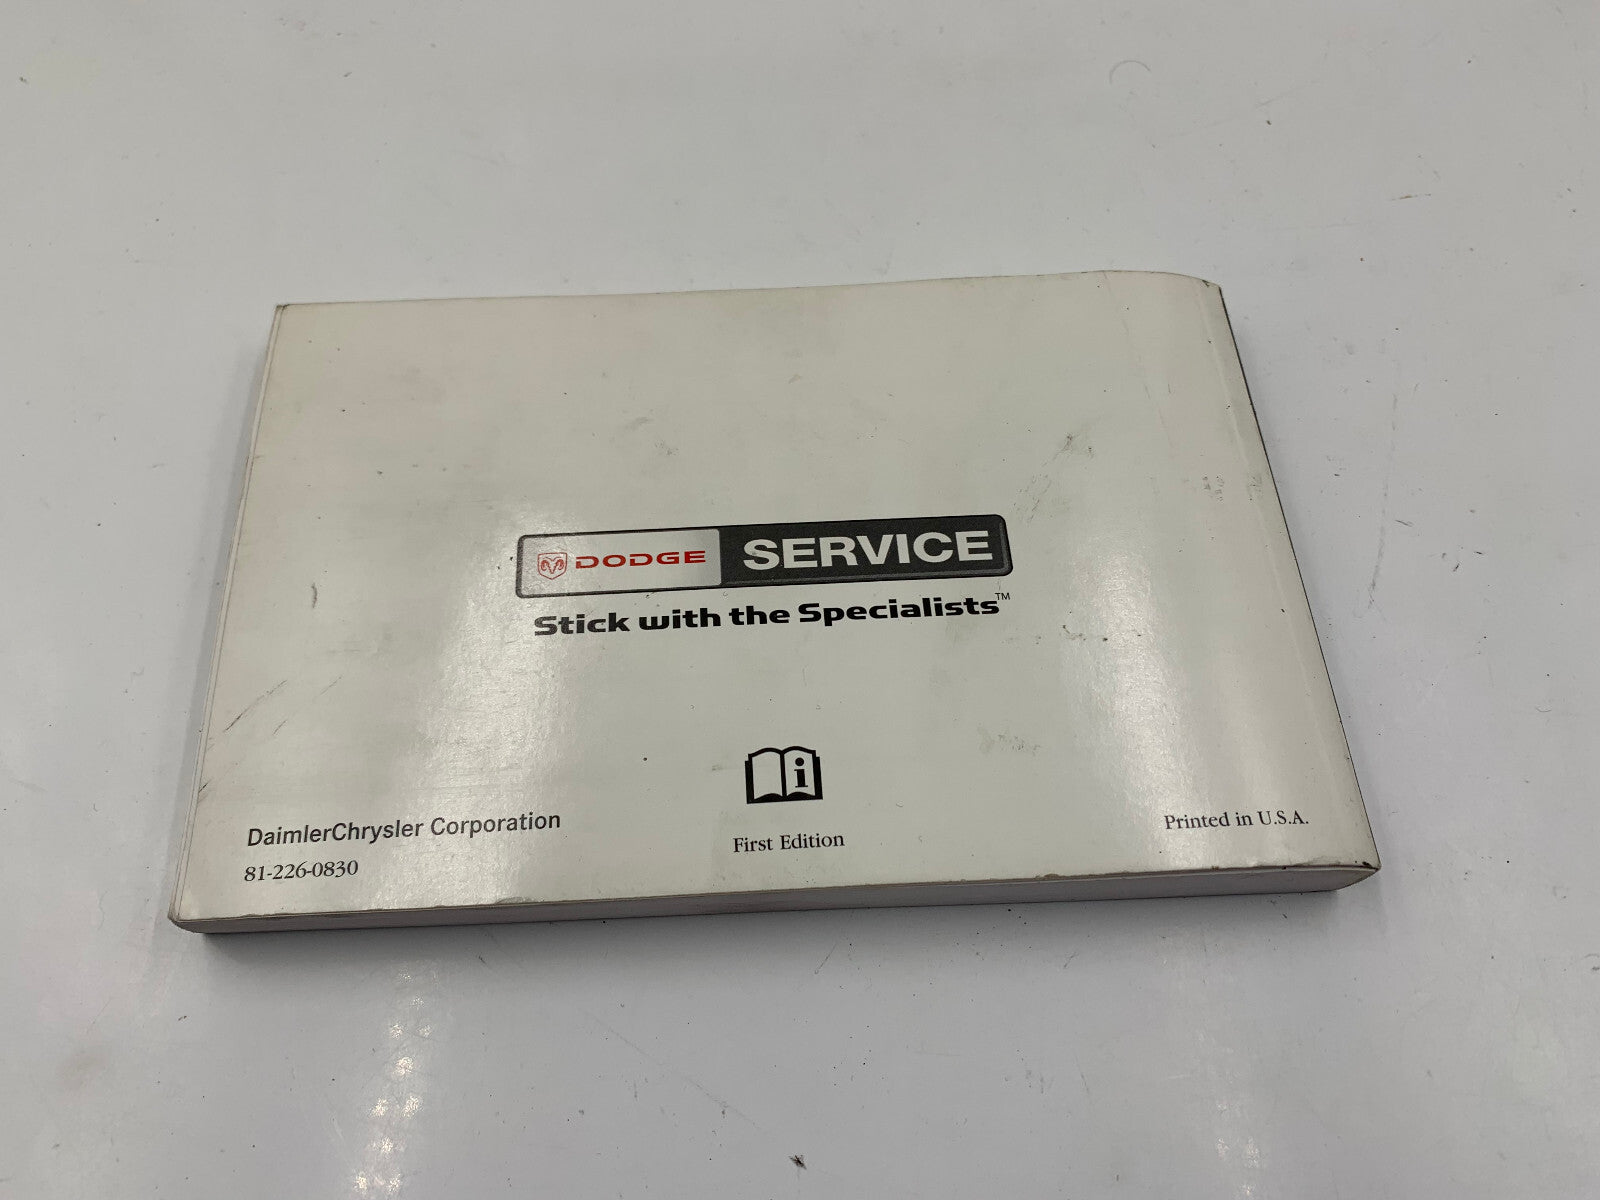 DODGE SERVICE
Stick with the Specialists™
i
DaimlerChrysler Corporation
81-226-0830
First Edition
Printed in U.S.A.